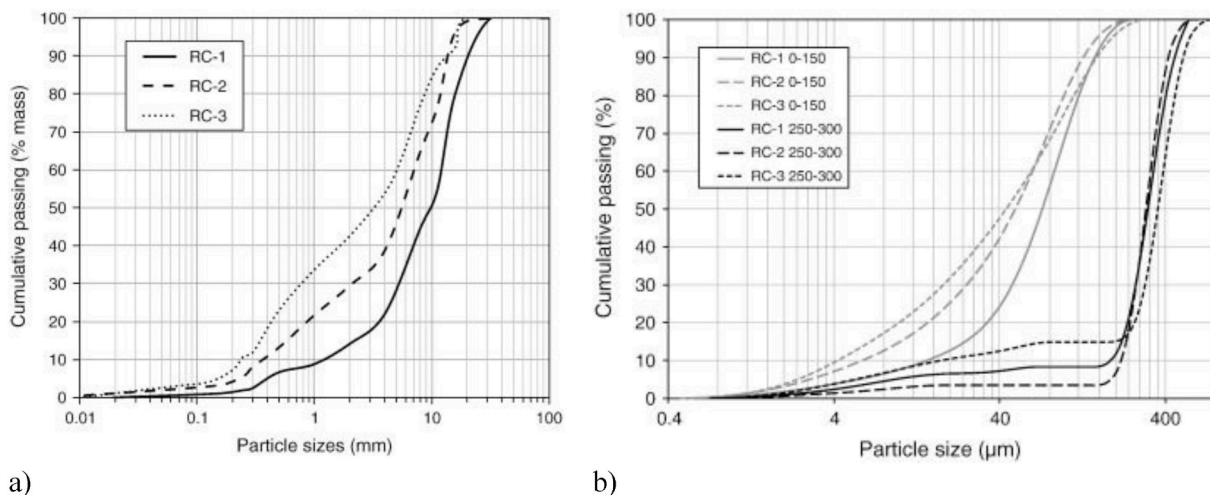 Cumulative passing (% mass)
100
90
80
70
60
50
40
30
20
10
0
RC-1
RC-2
RC-3
0.01
0.1
1
10
100
Particle sizes (mm)
a)
Cumulative passing (%)
100
90
80
70
60
50
40
30
20
10
0
RC-1 0-150
RC-2 0-150
RC-3 0-150
RC-1 250-300
RC-2 250-300
RC-3 250-300
0.4
4
40
400
Particle size (µm)
b)